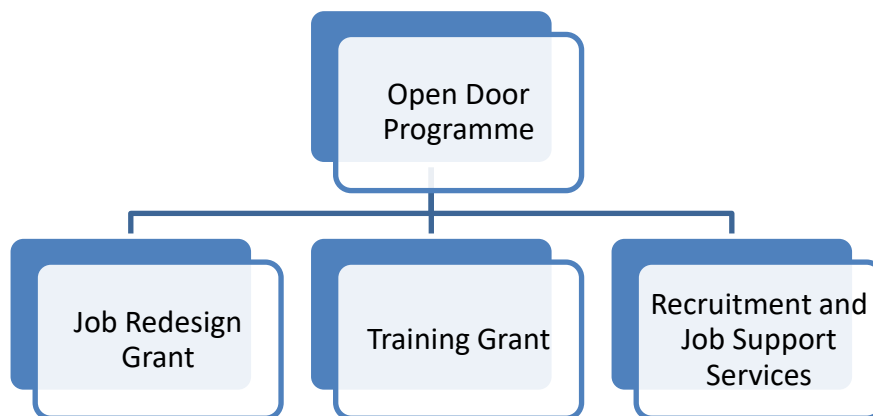 Open Door
Programme
Job Redesign
Grant
Training Grant
Recruitment and
Job Support
Services